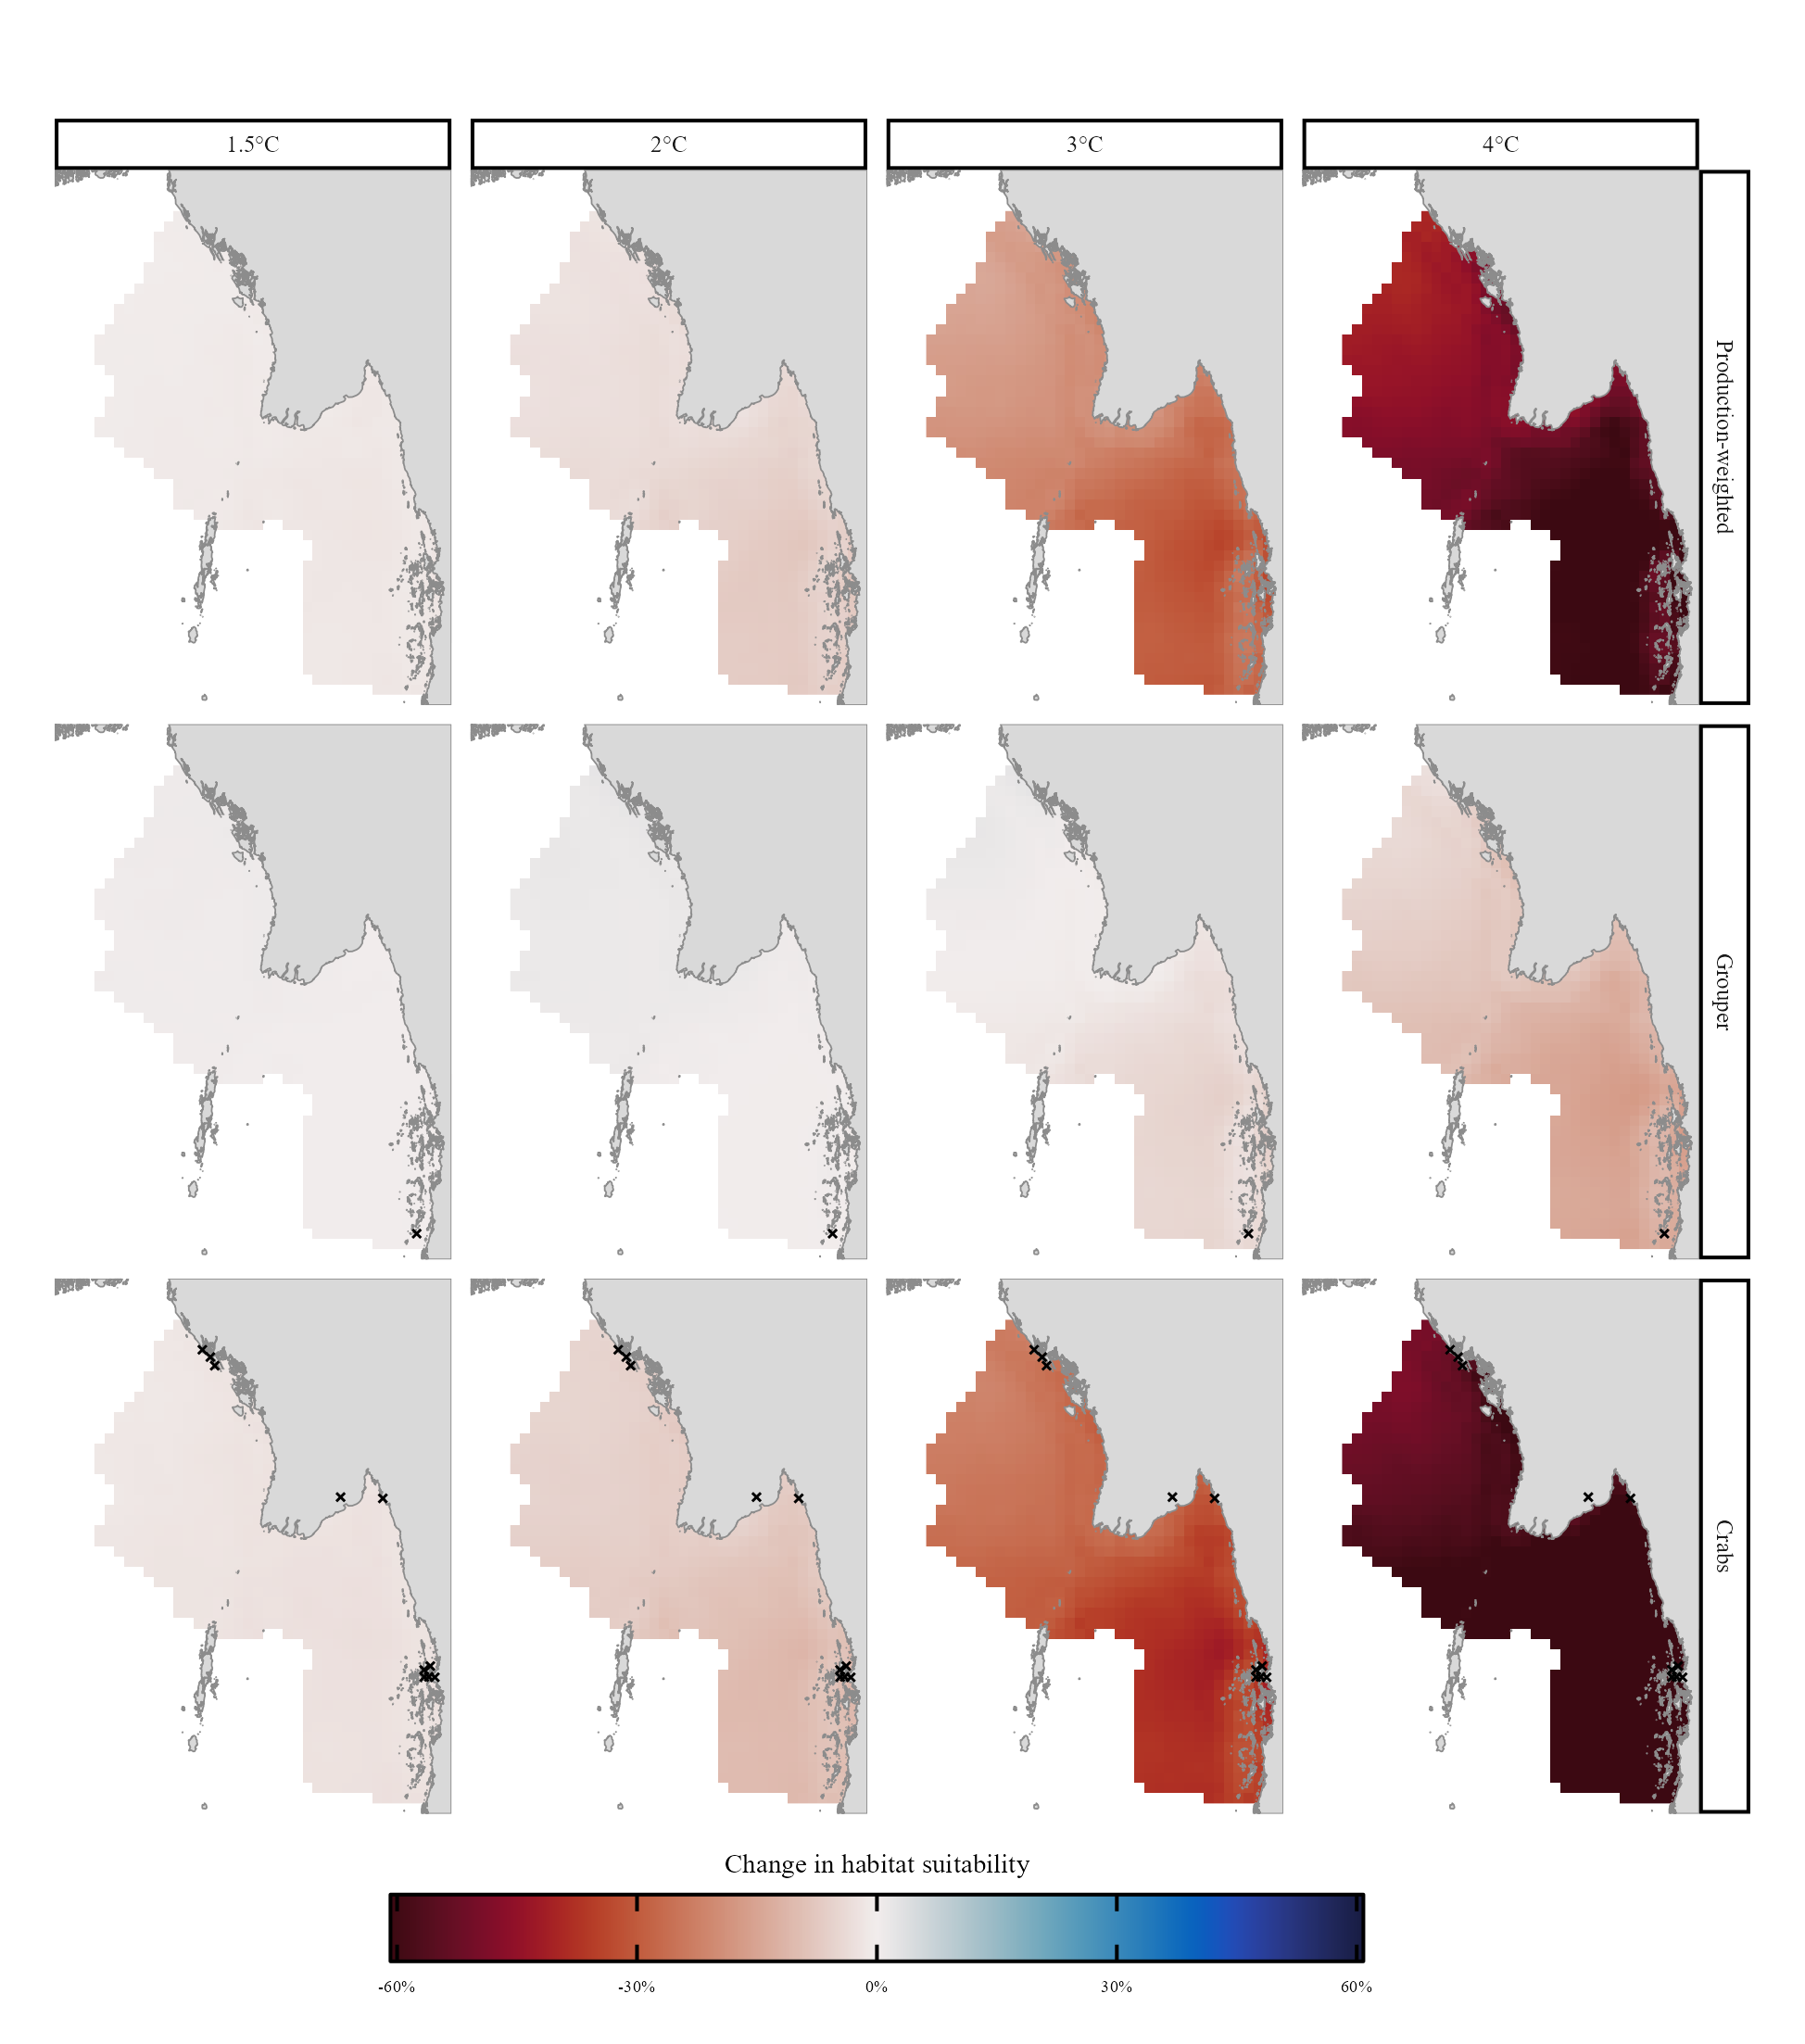 1.5°C
2°C
3°C
4°C
Production-weighted
Grouper
Crabs
Change in habitat suitability
-60%
-30%
0%
30%
60%